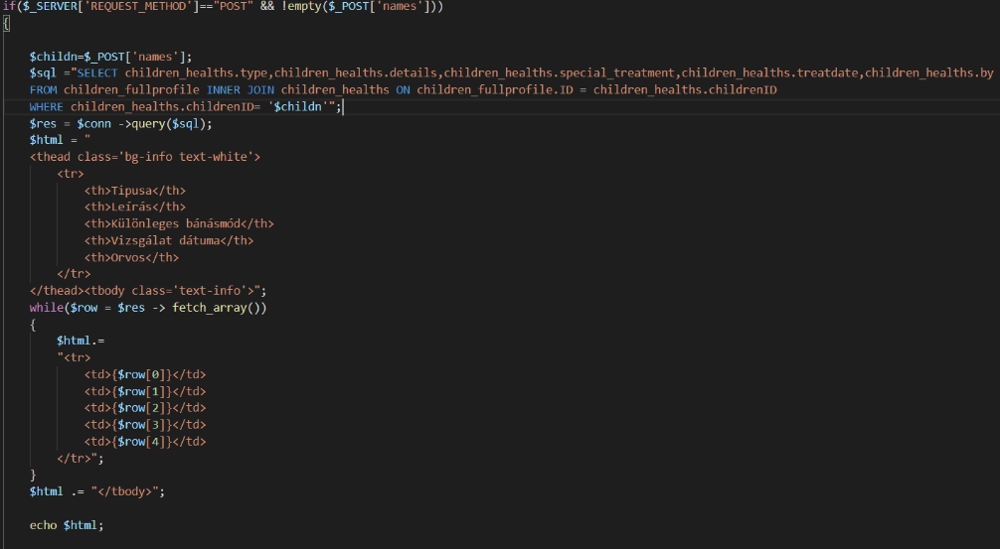 if($_SERVER['REQUEST_METHOD']=="POST" && !empty($_POST['names']))
{
$childn=$_POST['names'];
$sql ="SELECT children_healths.type,children_healths.details,children_healths.special_treatment,children_healths.treatdate,children_healths.by
FROM children_fullprofile INNER JOIN children_healths ON children_fullprofile.ID = children_healths.childrenID
WHERE children_healths.childrenID= '$childn'";
$res = $conn ->query($sql);
$html = "
<thead class='bg-info text-white'>
<tr>
<th>Tipusa</th>
<th>Leírás</th>
<th>Különleges bánásmód</th>
<th>Vizsgálat dátuma</th>
<th>Orvos</th>
</tr>
</thead><tbody class='text-info'>";
while($row = $res -> fetch_array())
{
$html.=
"<tr>
<td>{$row[0]}</td>
<td>{$row[1]}</td>
<td>{$row[2]}</td>
<td>{$row[3]}</td>
<td>{$row[4]}</td>
</tr>";
}
$html .= "</tbody>";
echo $html;